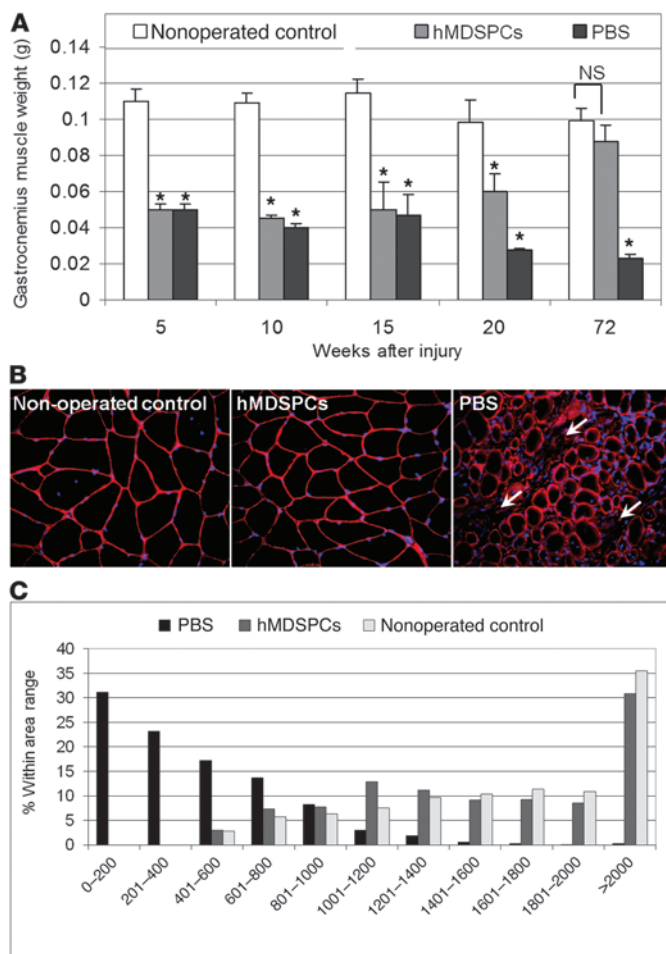 A
Nonoperated control hMDSPCs PBS
Gastrocnemius muscle weight (g)
0.14
0.12
0.1
0.08
0.06
0.04
0.02
0
NS
* *
* *
* *
* *
*
5 10 15 20 72
Weeks after injury
B
Non-operated control hMDSPCs PBS
C
PBS hMDSPCs Nonoperated control
% Within area range
40
35
30
25
20
15
10
5
0
0–200 201–400 401–600 601–800 801–1000 1001–1200 1201–1400 1401–1600 1601–1800 1801–2000 >2000